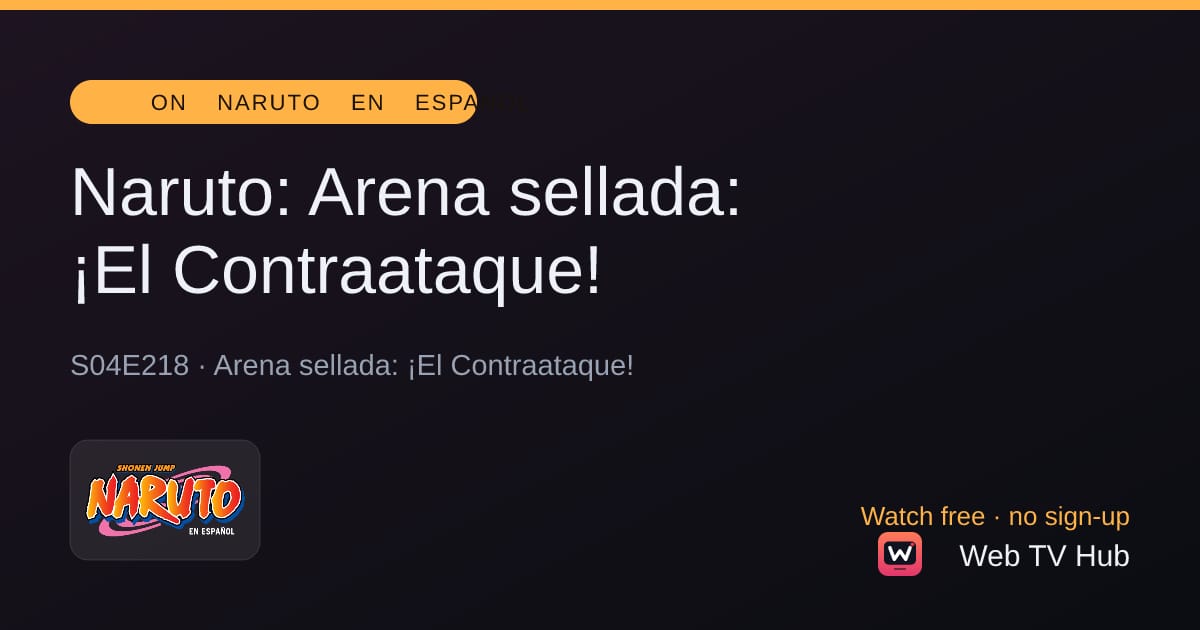 ON NARUTO EN ESPA
Naruto: Arena sellada:
¡El Contraataque!
S04E218 · Arena sellada: ¡El Contraataque!
SHONEN JUMP
NARUTO
EN ESPAÑOL
Watch free · no sign-up
W
Web TV Hub